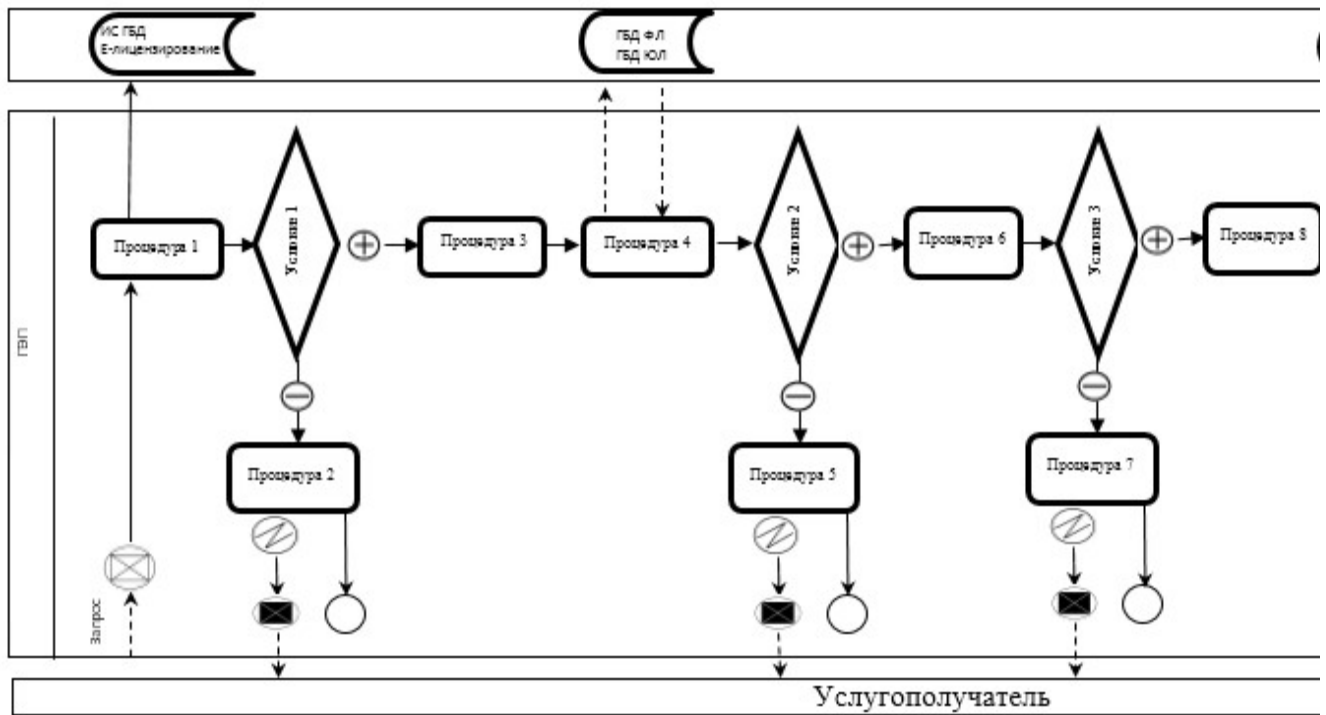 ИС ГБД
Е-лицензирование
ГБД ФЛ
ГБД ЮЛ
ГЭП
Процедура 1
Условие 1
Процедура 3
Процедура 4
Условие 2
Процедура 6
Условие 3
Процедура 8
Процедура 2
Процедура 5
Процедура 7
Запрос
Услугополучатель